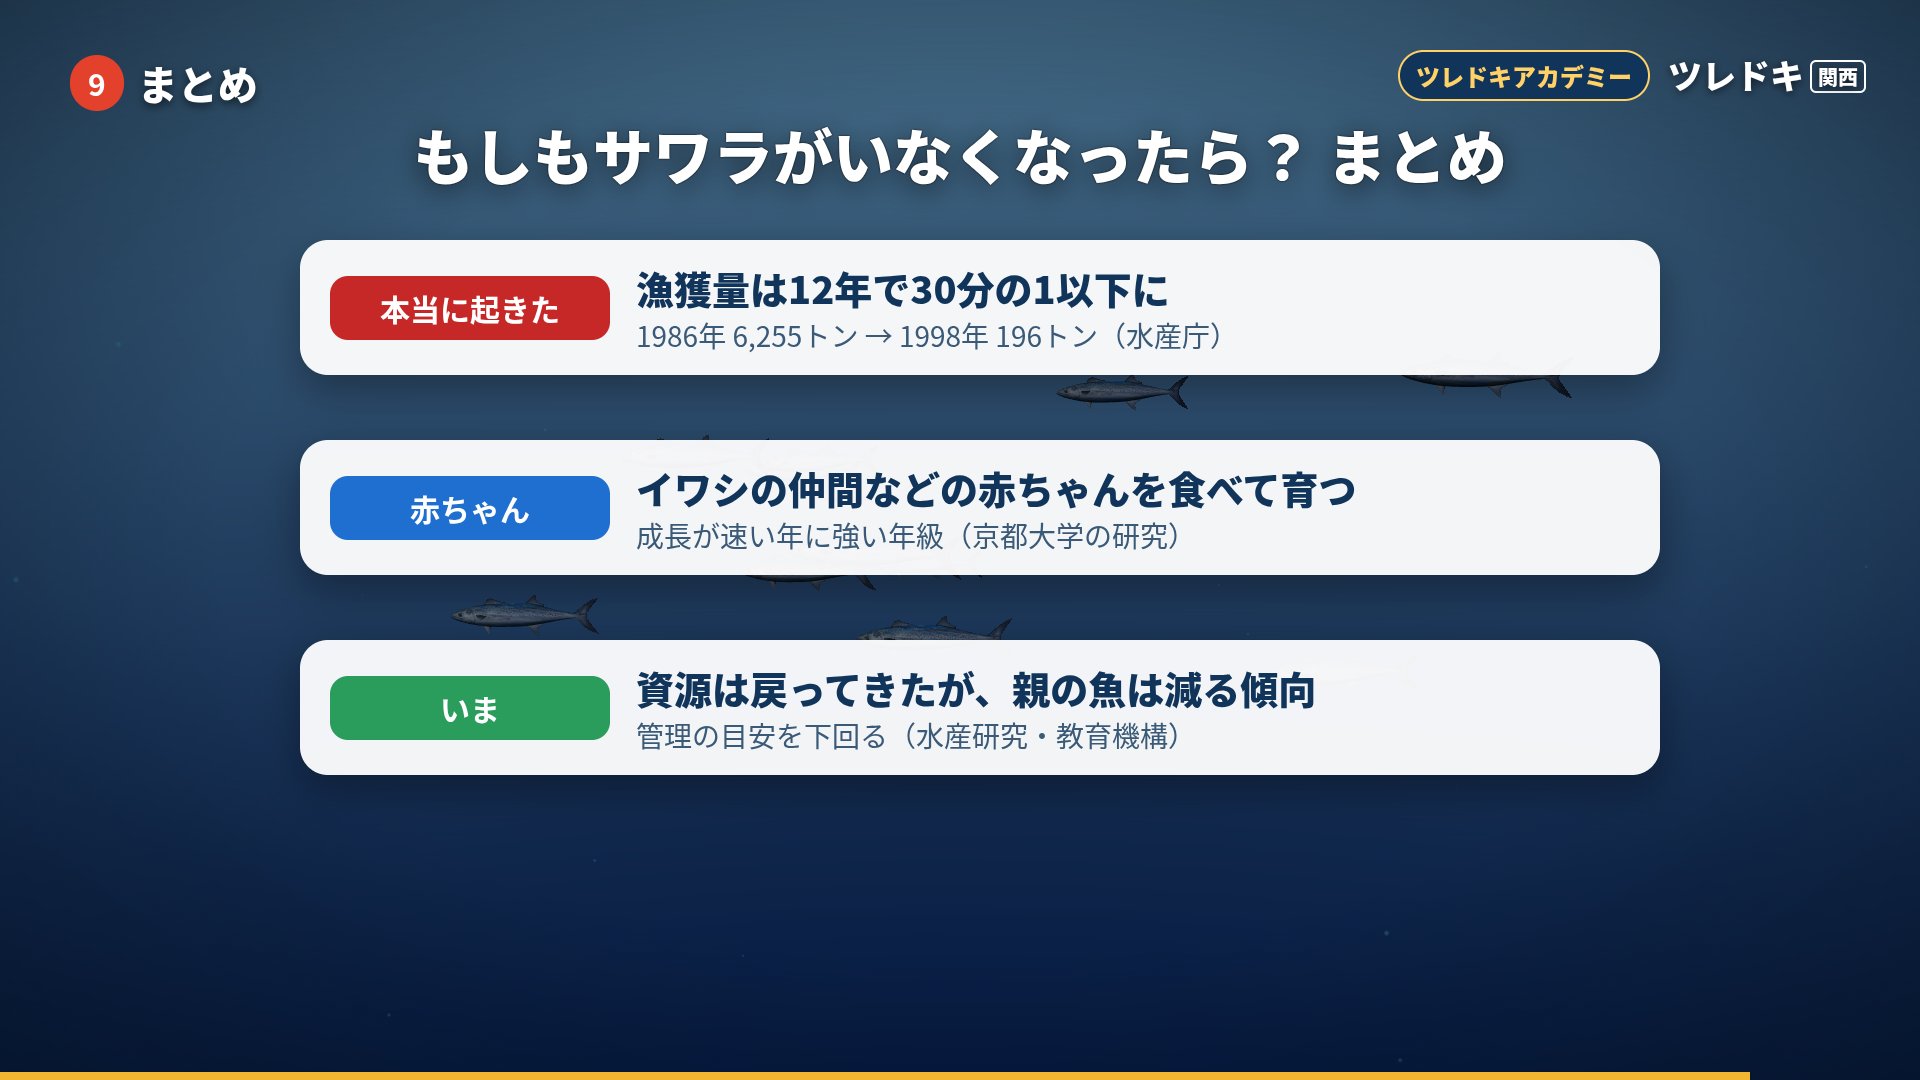 9 まとめ
ツレドキアカデミー ツレドキ 関西
もしもサワラがいなくなったら？ まとめ
本当に起きた
漁獲量は12年で30分の1以下に
1986年 6,255トン → 1998年 196トン（水産庁）
赤ちゃん
イワシの仲間などの赤ちゃんを食べて育つ
成長が速い年に強い年級（京都大学の研究）
いま
資源は戻ってきたが、親の魚は減る傾向
管理の目安を下回る（水産研究・教育機構）